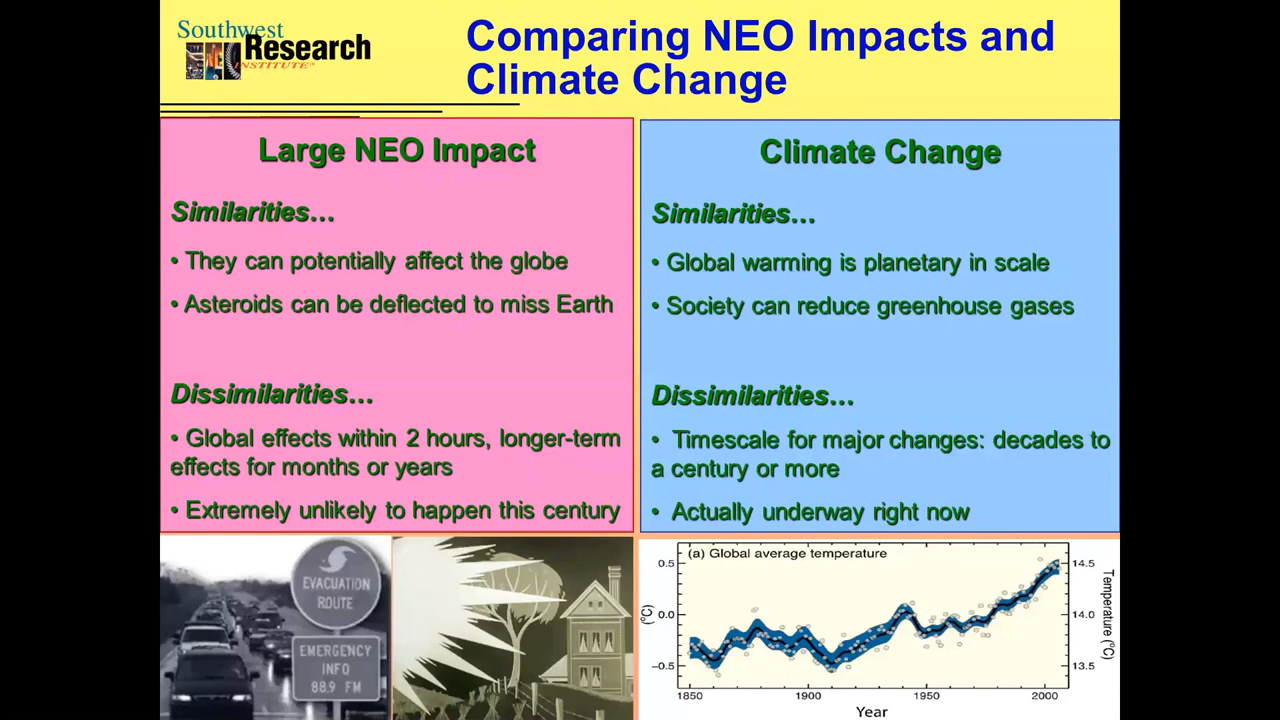 Southwest
Research
INSTITUTE™
Comparing NEO Impacts and
Climate Change
Large NEO Impact
Similarities…
• They can potentially affect the globe
• Asteroids can be deflected to miss Earth
Dissimilarities…
• Global effects within 2 hours, longer-term
effects for months or years
• Extremely unlikely to happen this century
Climate Change
Similarities…
• Global warming is planetary in scale
• Society can reduce greenhouse gases
Dissimilarities…
• Timescale for major changes: decades to
a century or more
• Actually underway right now
EVACUATION
ROUTE
EMERGENCY
INFO
88.9 FM
(a) Global average temperature
0.5
0.0
−0.5
(°C)
14.5
14.0
13.5
Temperature (°C)
1850
1900
1950
2000
Year